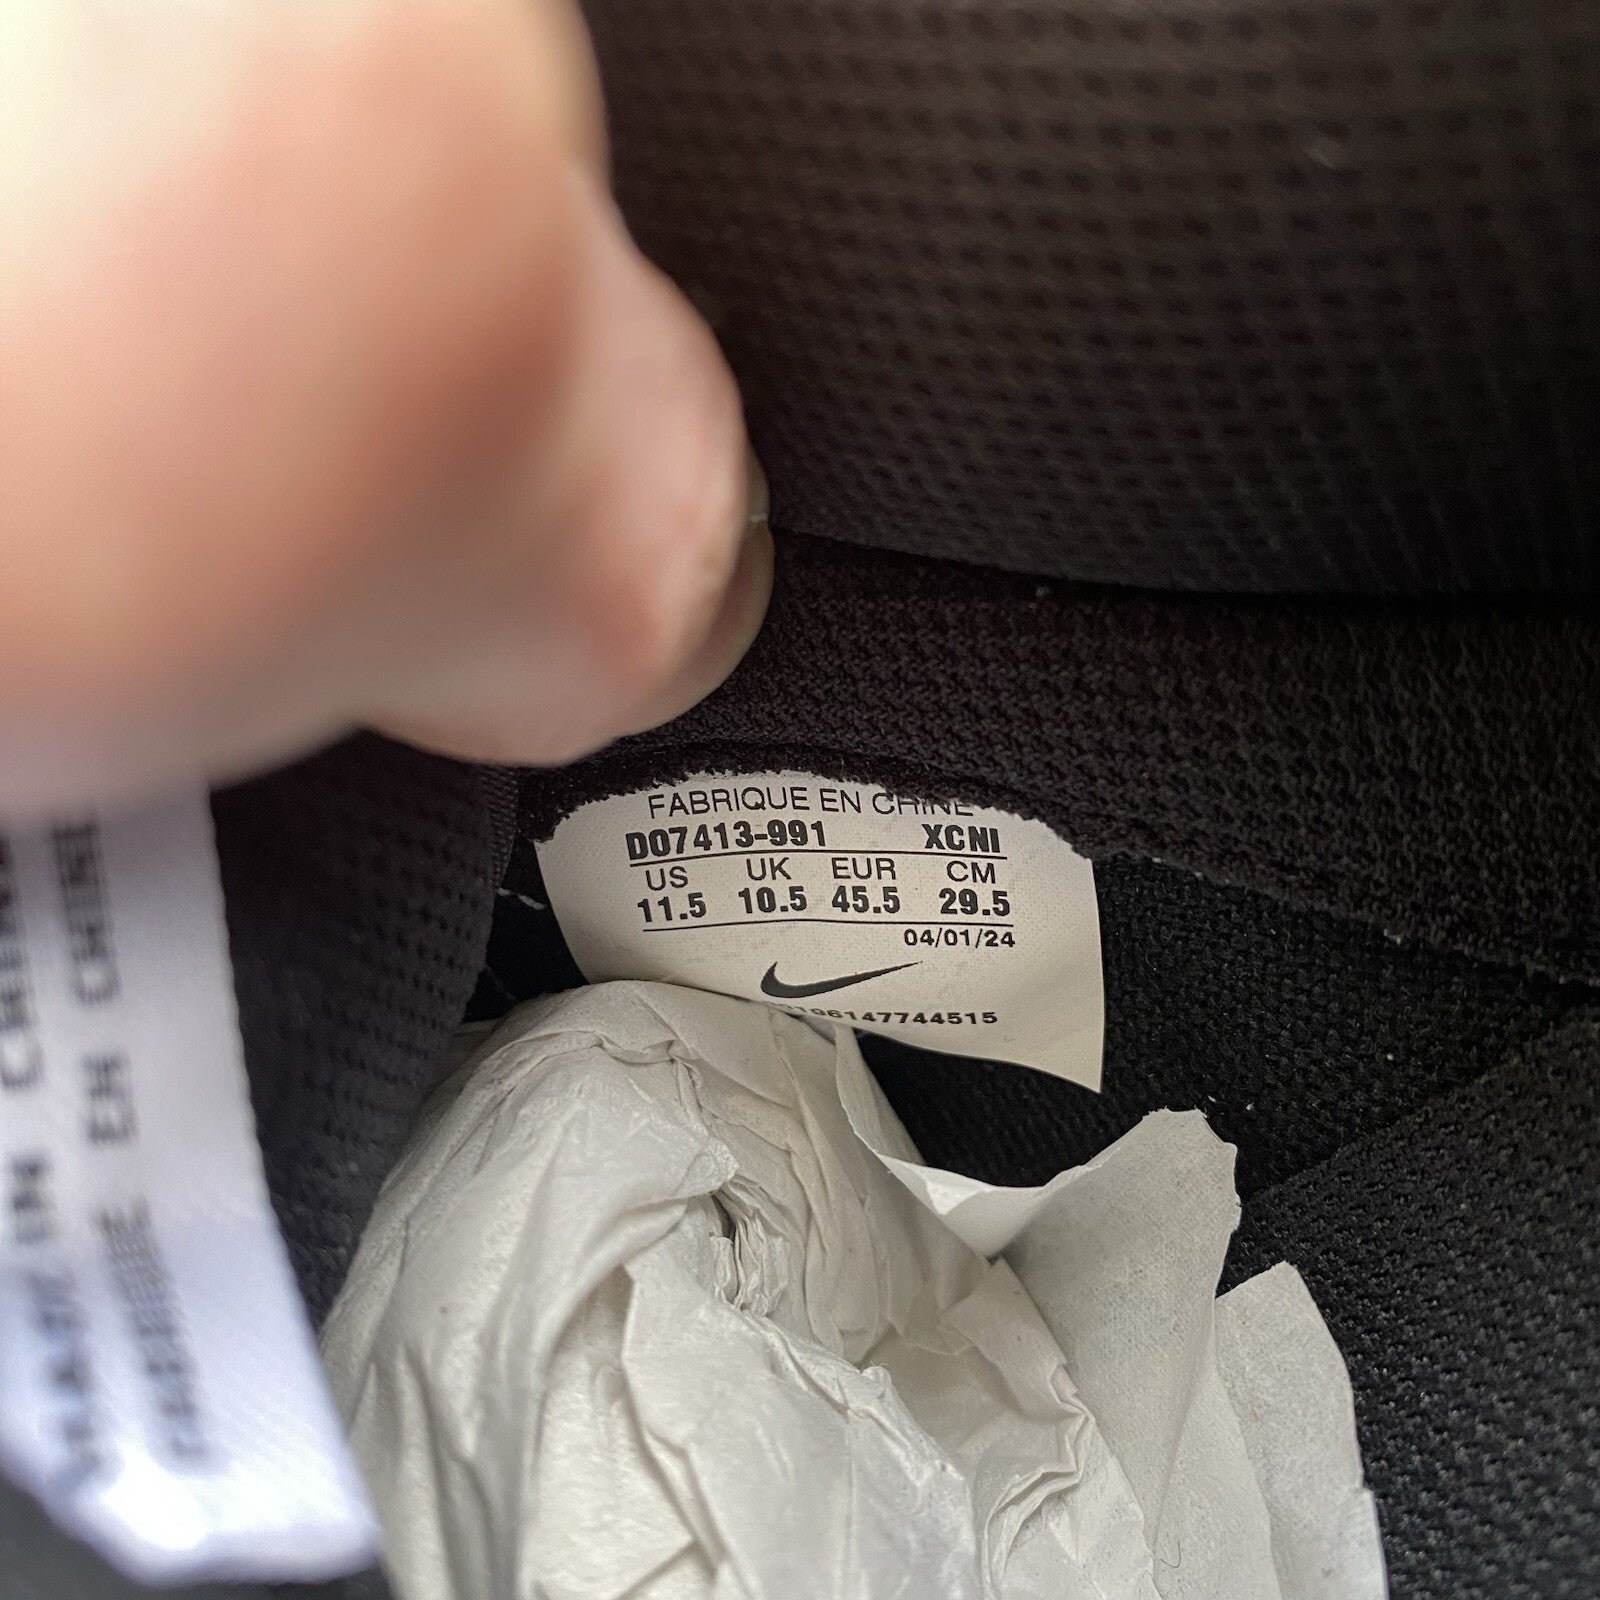 FABRIQUE EN CHINE
DO7413-991 XCNI
US UK EUR CM
11.5 10.5 45.5 29.5
04/01/24
196147744515